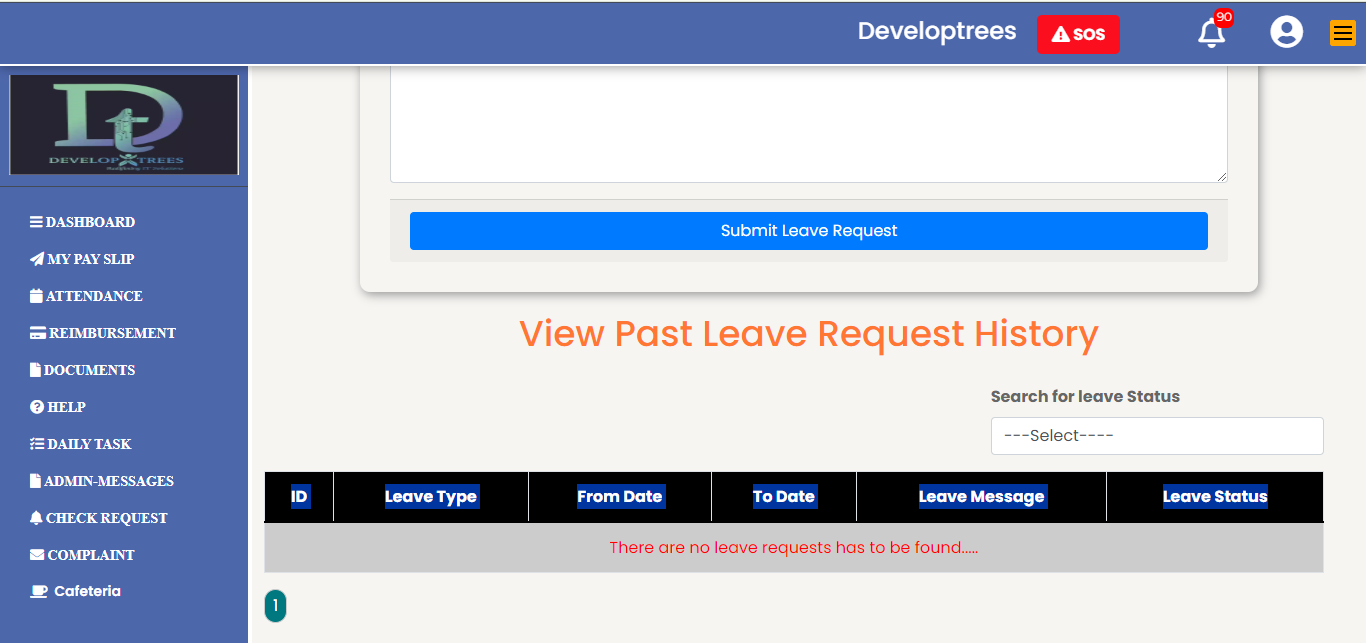 Developtrees
SOS
90
DEVELOP TREES
DASHBOARD
MY PAY SLIP
ATTENDANCE
REIMBURSEMENT
DOCUMENTS
HELP
DAILY TASK
ADMIN-MESSAGES
CHECK REQUEST
COMPLAINT
Cafeteria
Submit Leave Request
View Past Leave Request History
Search for leave Status
---Select----
ID Leave Type From Date To Date Leave Message Leave Status
There are no leave requests has to be found.....
1